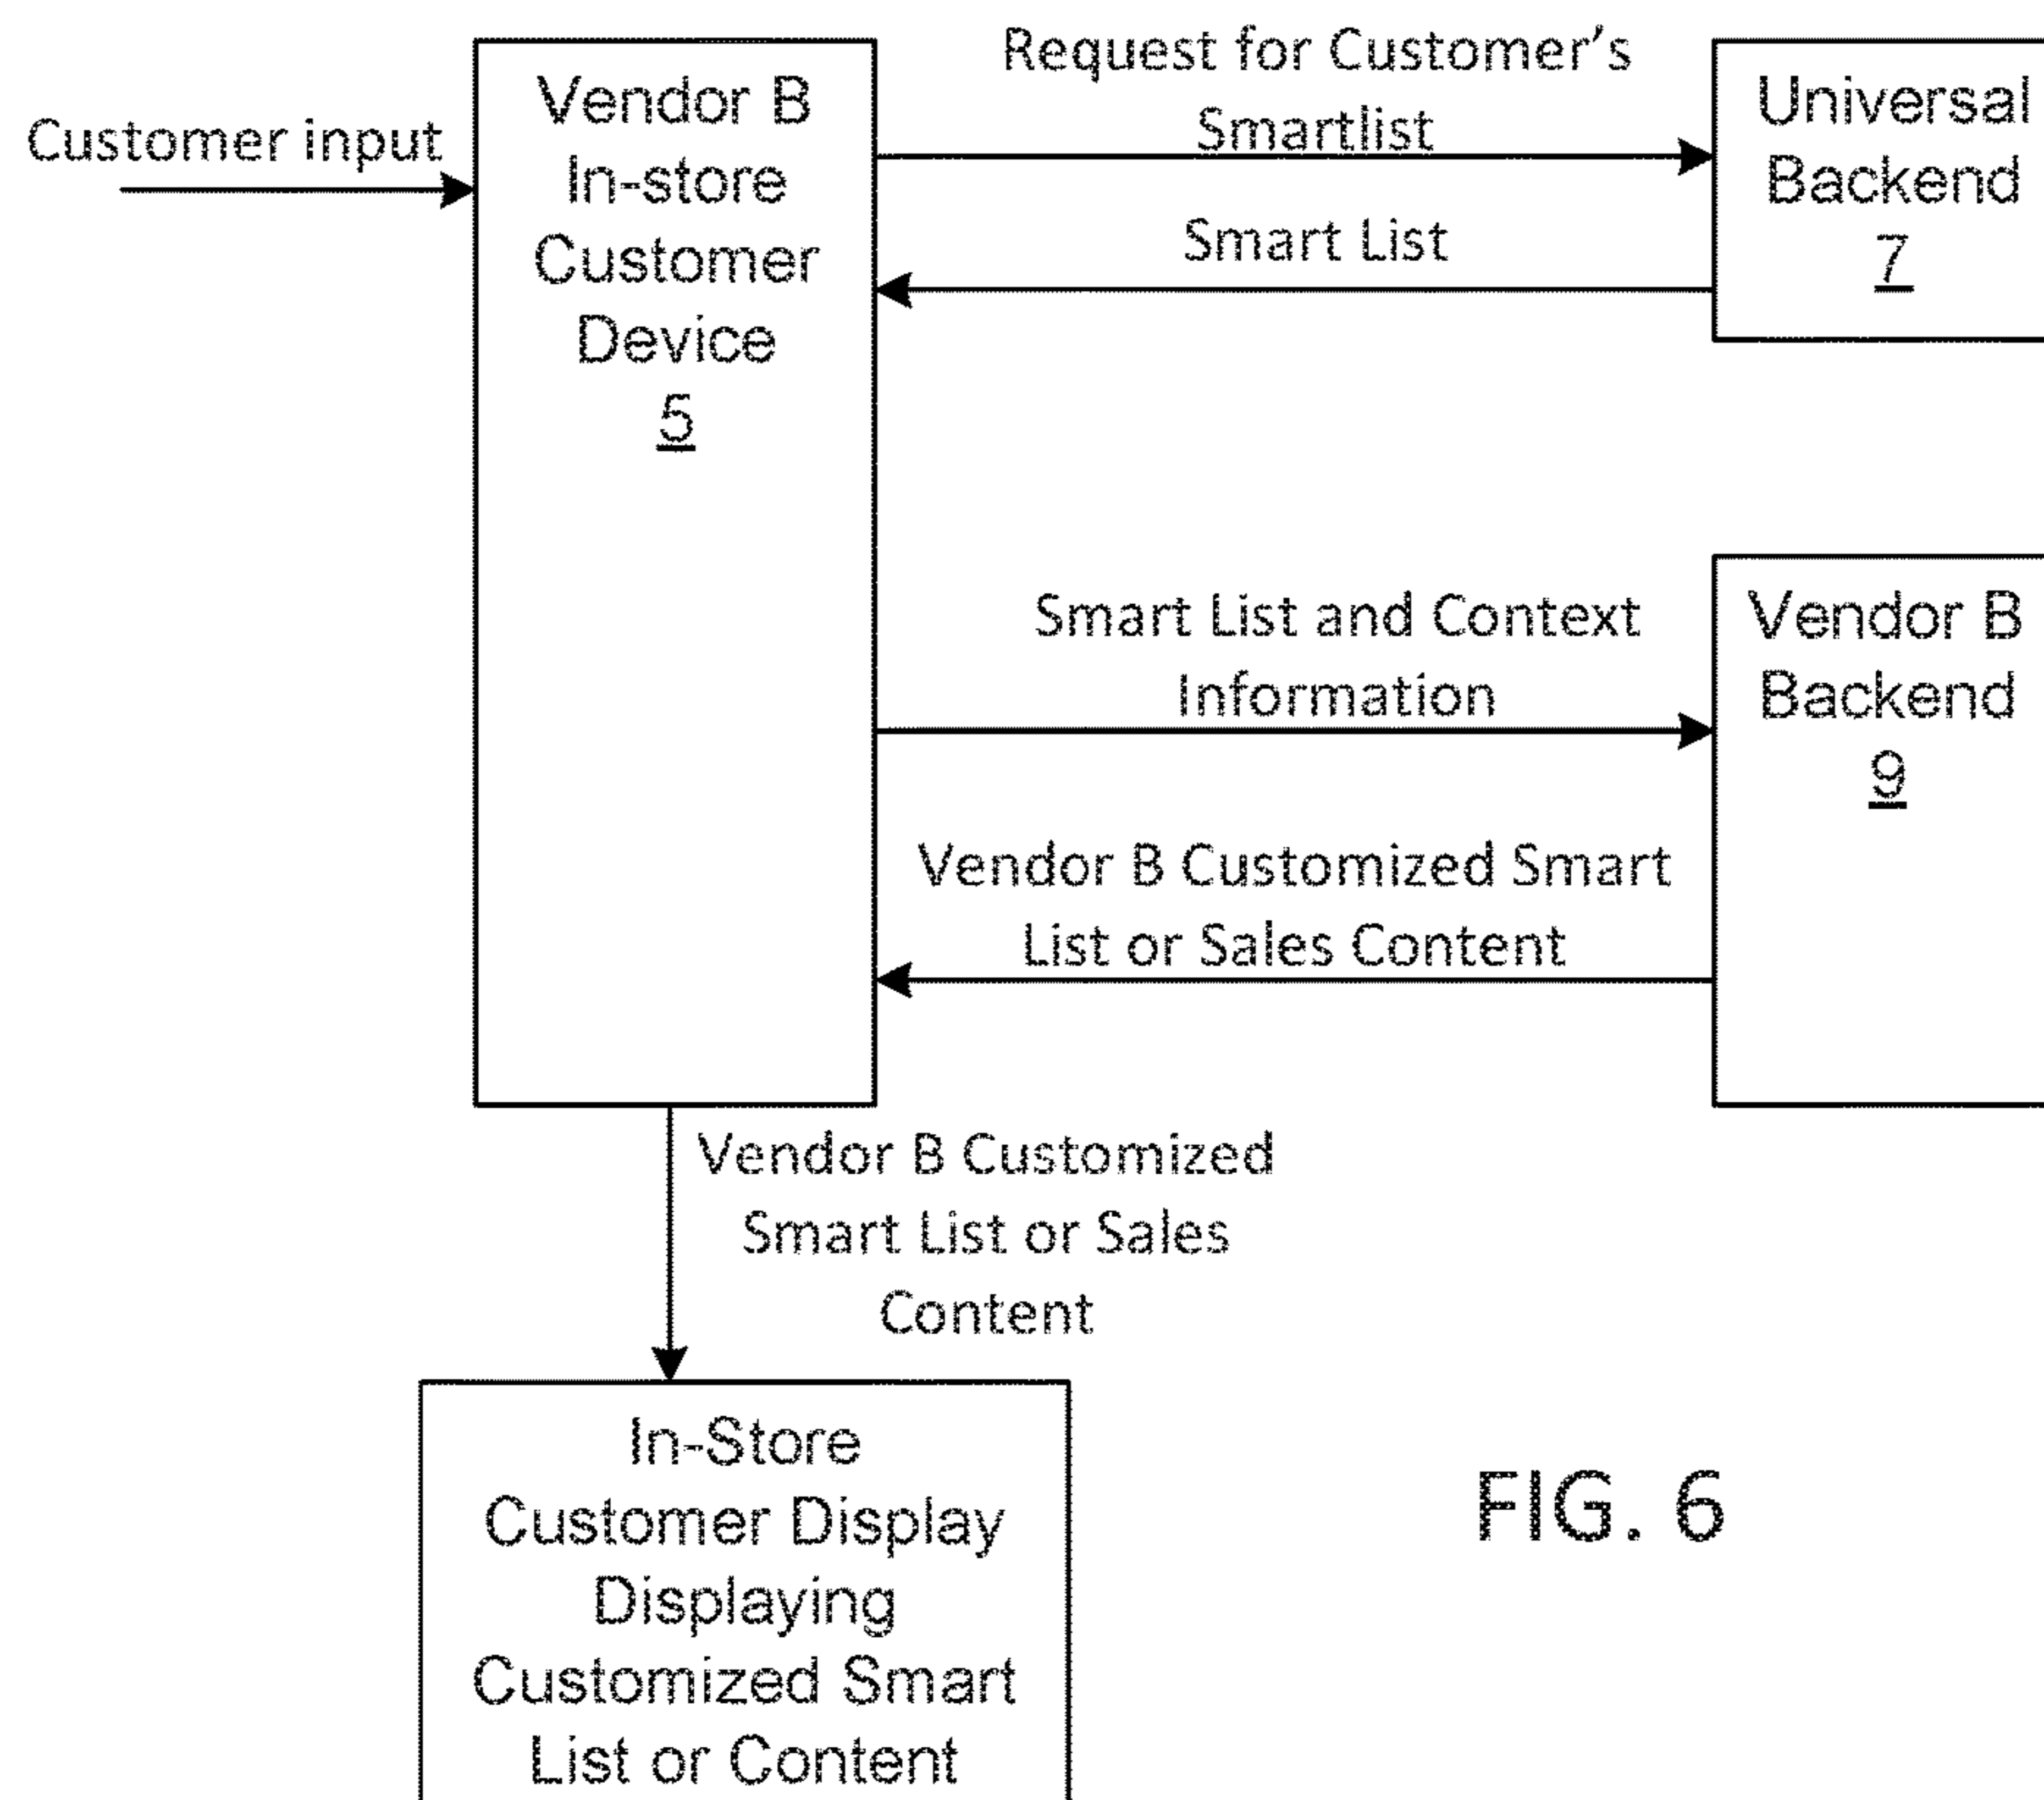 Customer input
Vendor B
In-store
Customer
Device
5
Request for Customer's
Smartlist
Smart List
Universal
Backend
7
Smart List and Context
Information
Vendor B Customized Smart
List or Sales Content
Vendor B
Backend
9
Vendor B Customized
Smart List or Sales
Content
In-Store
Customer Display
Displaying
Customized Smart
List or Content
FIG. 6